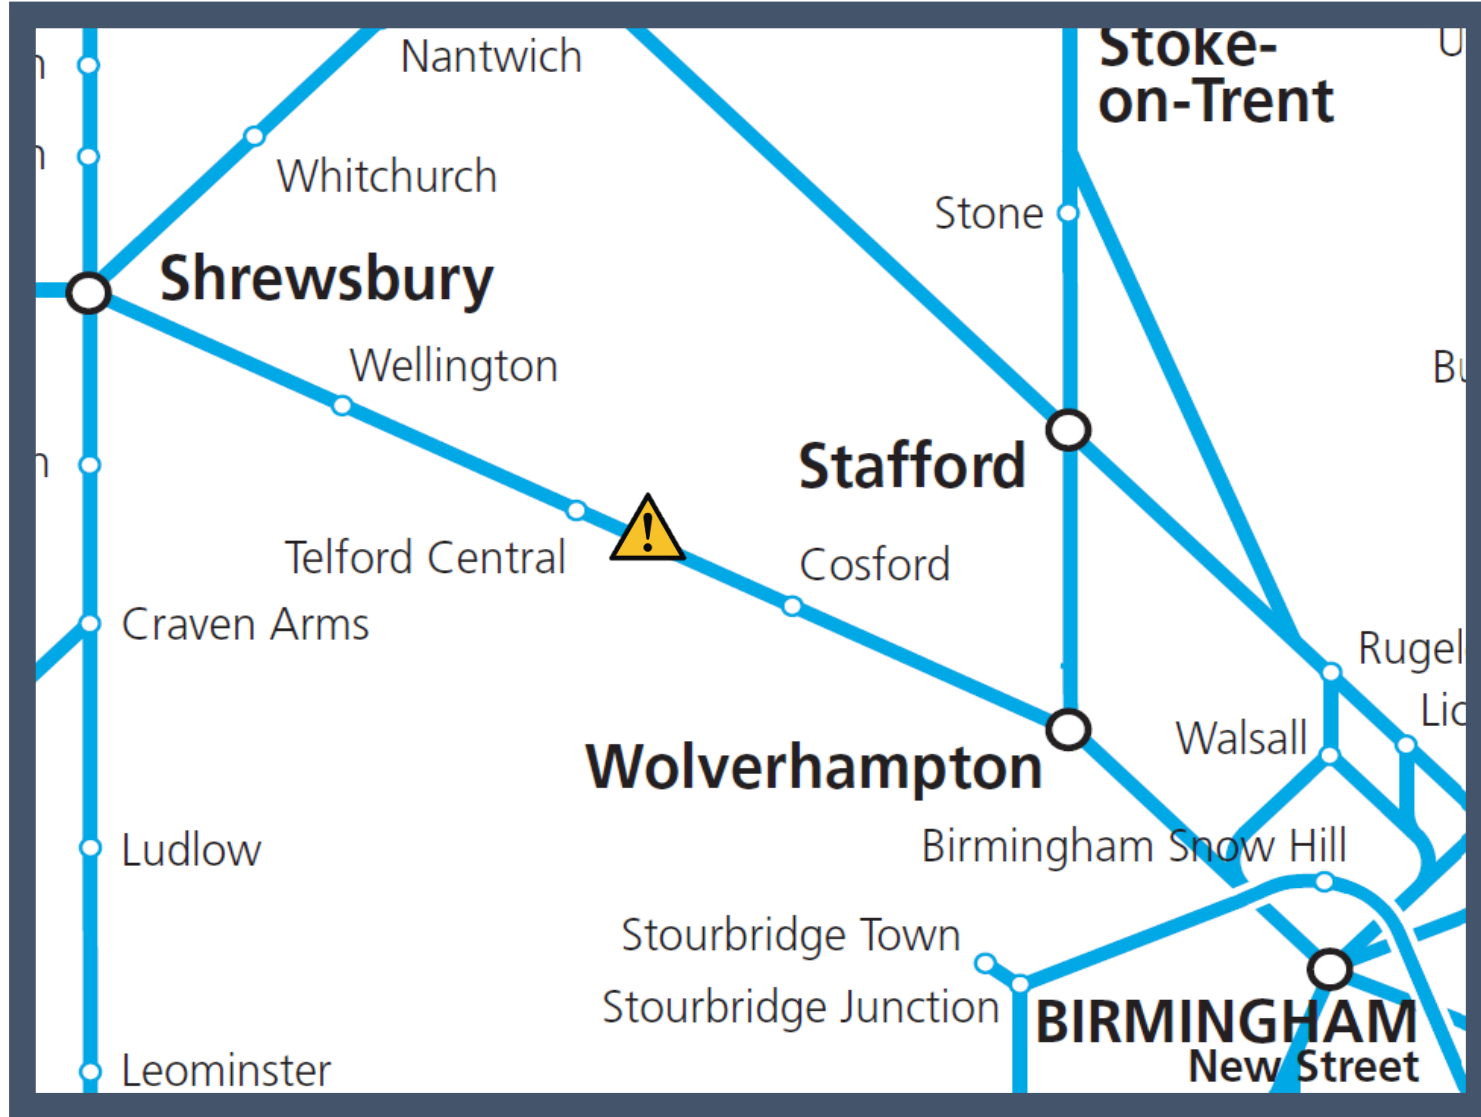 Nantwich
Stoke-
on-Trent
Whitchurch
Stone
Shrewsbury
Wellington
Stafford
Telford Central
Cosford
Craven Arms
Walsall
Wolverhampton
Birmingham Snow Hill
Ludlow
Stourbridge Town
Stourbridge Junction
BIRMINGHAM
New Street
Leominster